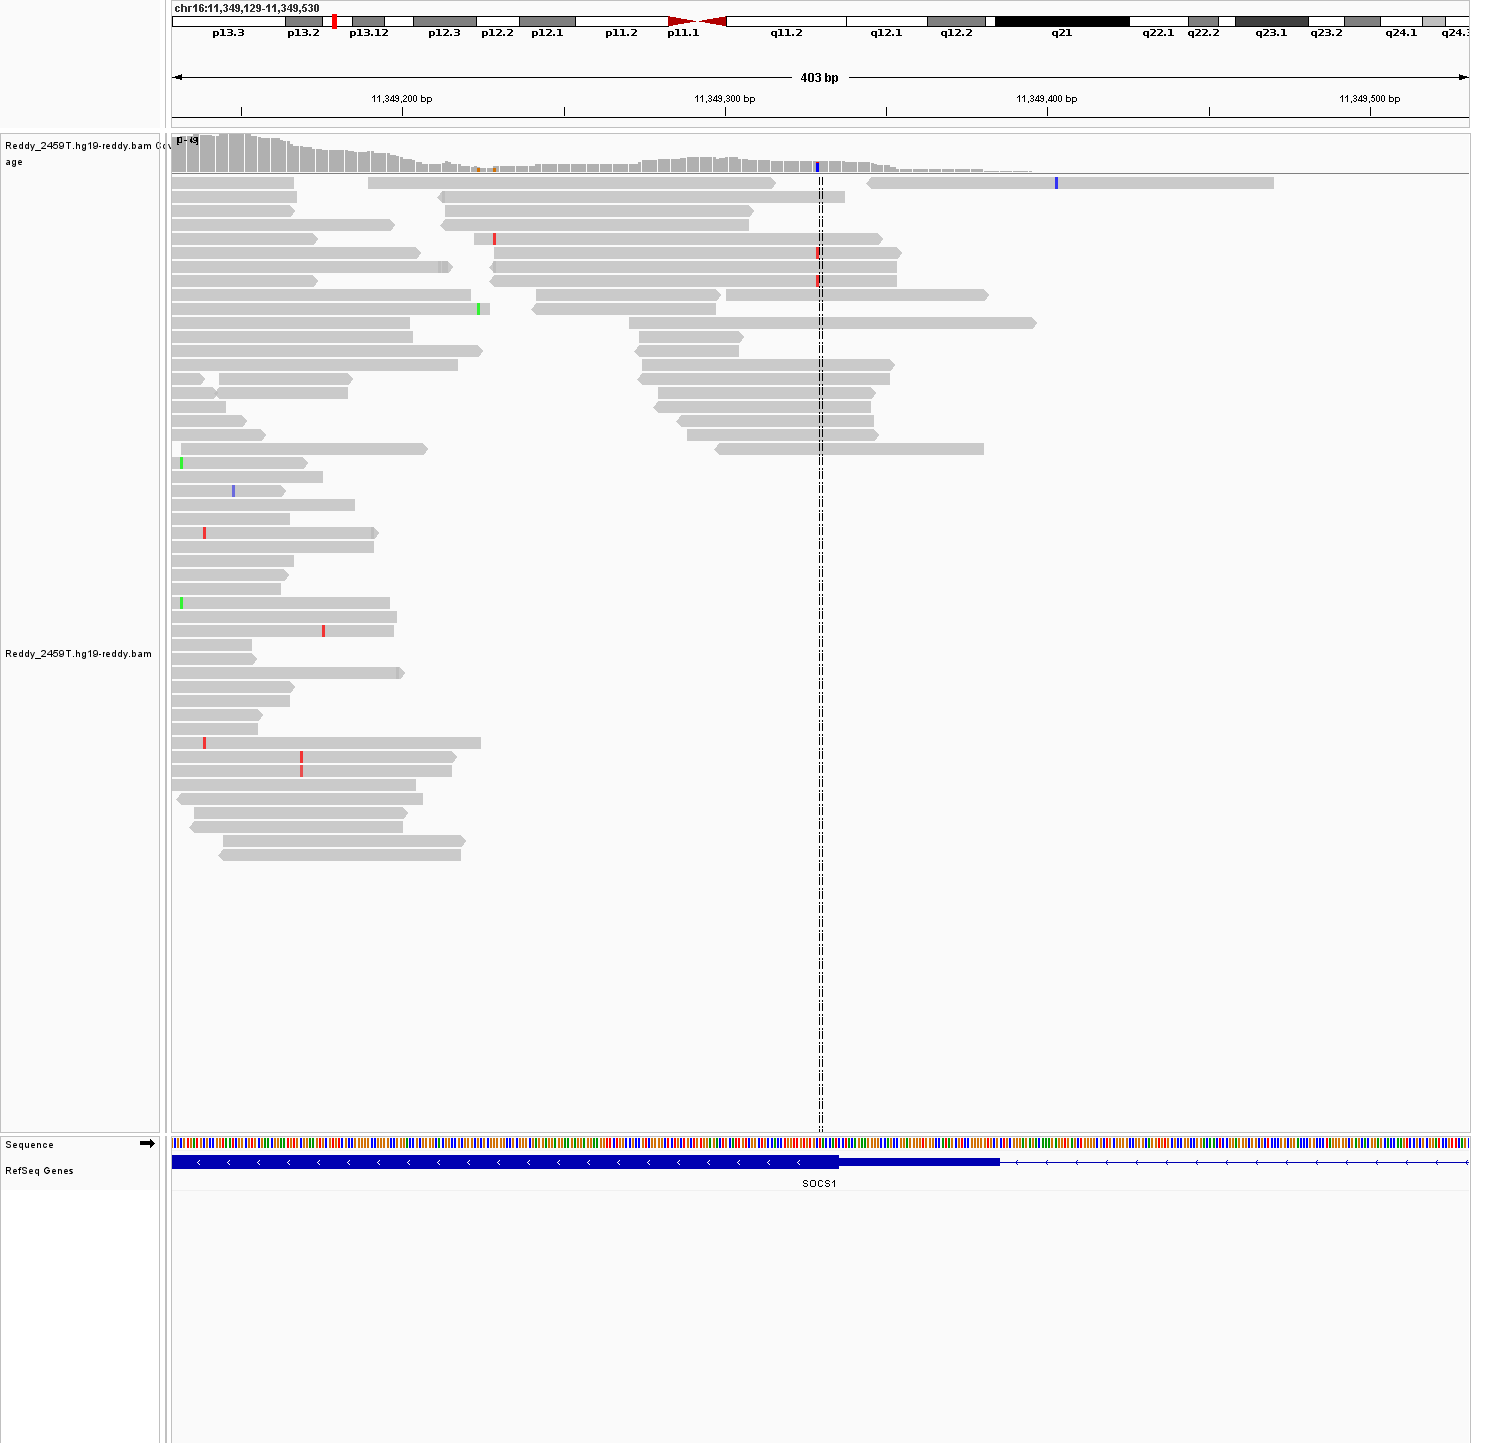 chr16:11,349,129-11,349,530
p13.3 p13.2 p13.12 p12.3 p12.2 p12.1 p11.2 p11.1 q11.2 q12.1 q12.2 q21 q22.1 q22.2 q23.1 q23.2 q24.1 q24.3
403 bp
11,349,200 bp 11,349,300 bp 11,349,400 bp 11,349,500 bp
Reddy_2459T.hg19-reddy.bam Cov
age
Reddy_2459T.hg19-reddy.bam
Sequence
RefSeq Genes
SOCS1